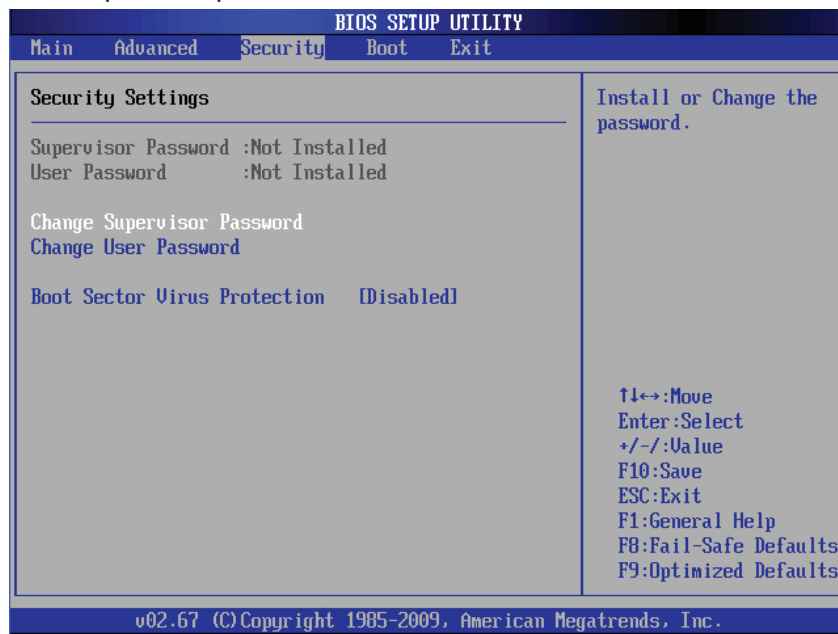 BIOS SETUP UTILITY
Main Advanced Security Boot Exit
Security Settings
Supervisor Password :Not Installed
User Password :Not Installed
Change Supervisor Password
Change User Password
Boot Sector Virus Protection [Disabled]
Install or Change the
password.
↑↓←→:Move
Enter:Select
+/-/:Value
F10:Save
ESC:Exit
F1:General Help
F8:Fail-Safe Defaults
F9:Optimized Defaults
v02.67 (C)Copyright 1985-2009, American Megatrends, Inc.